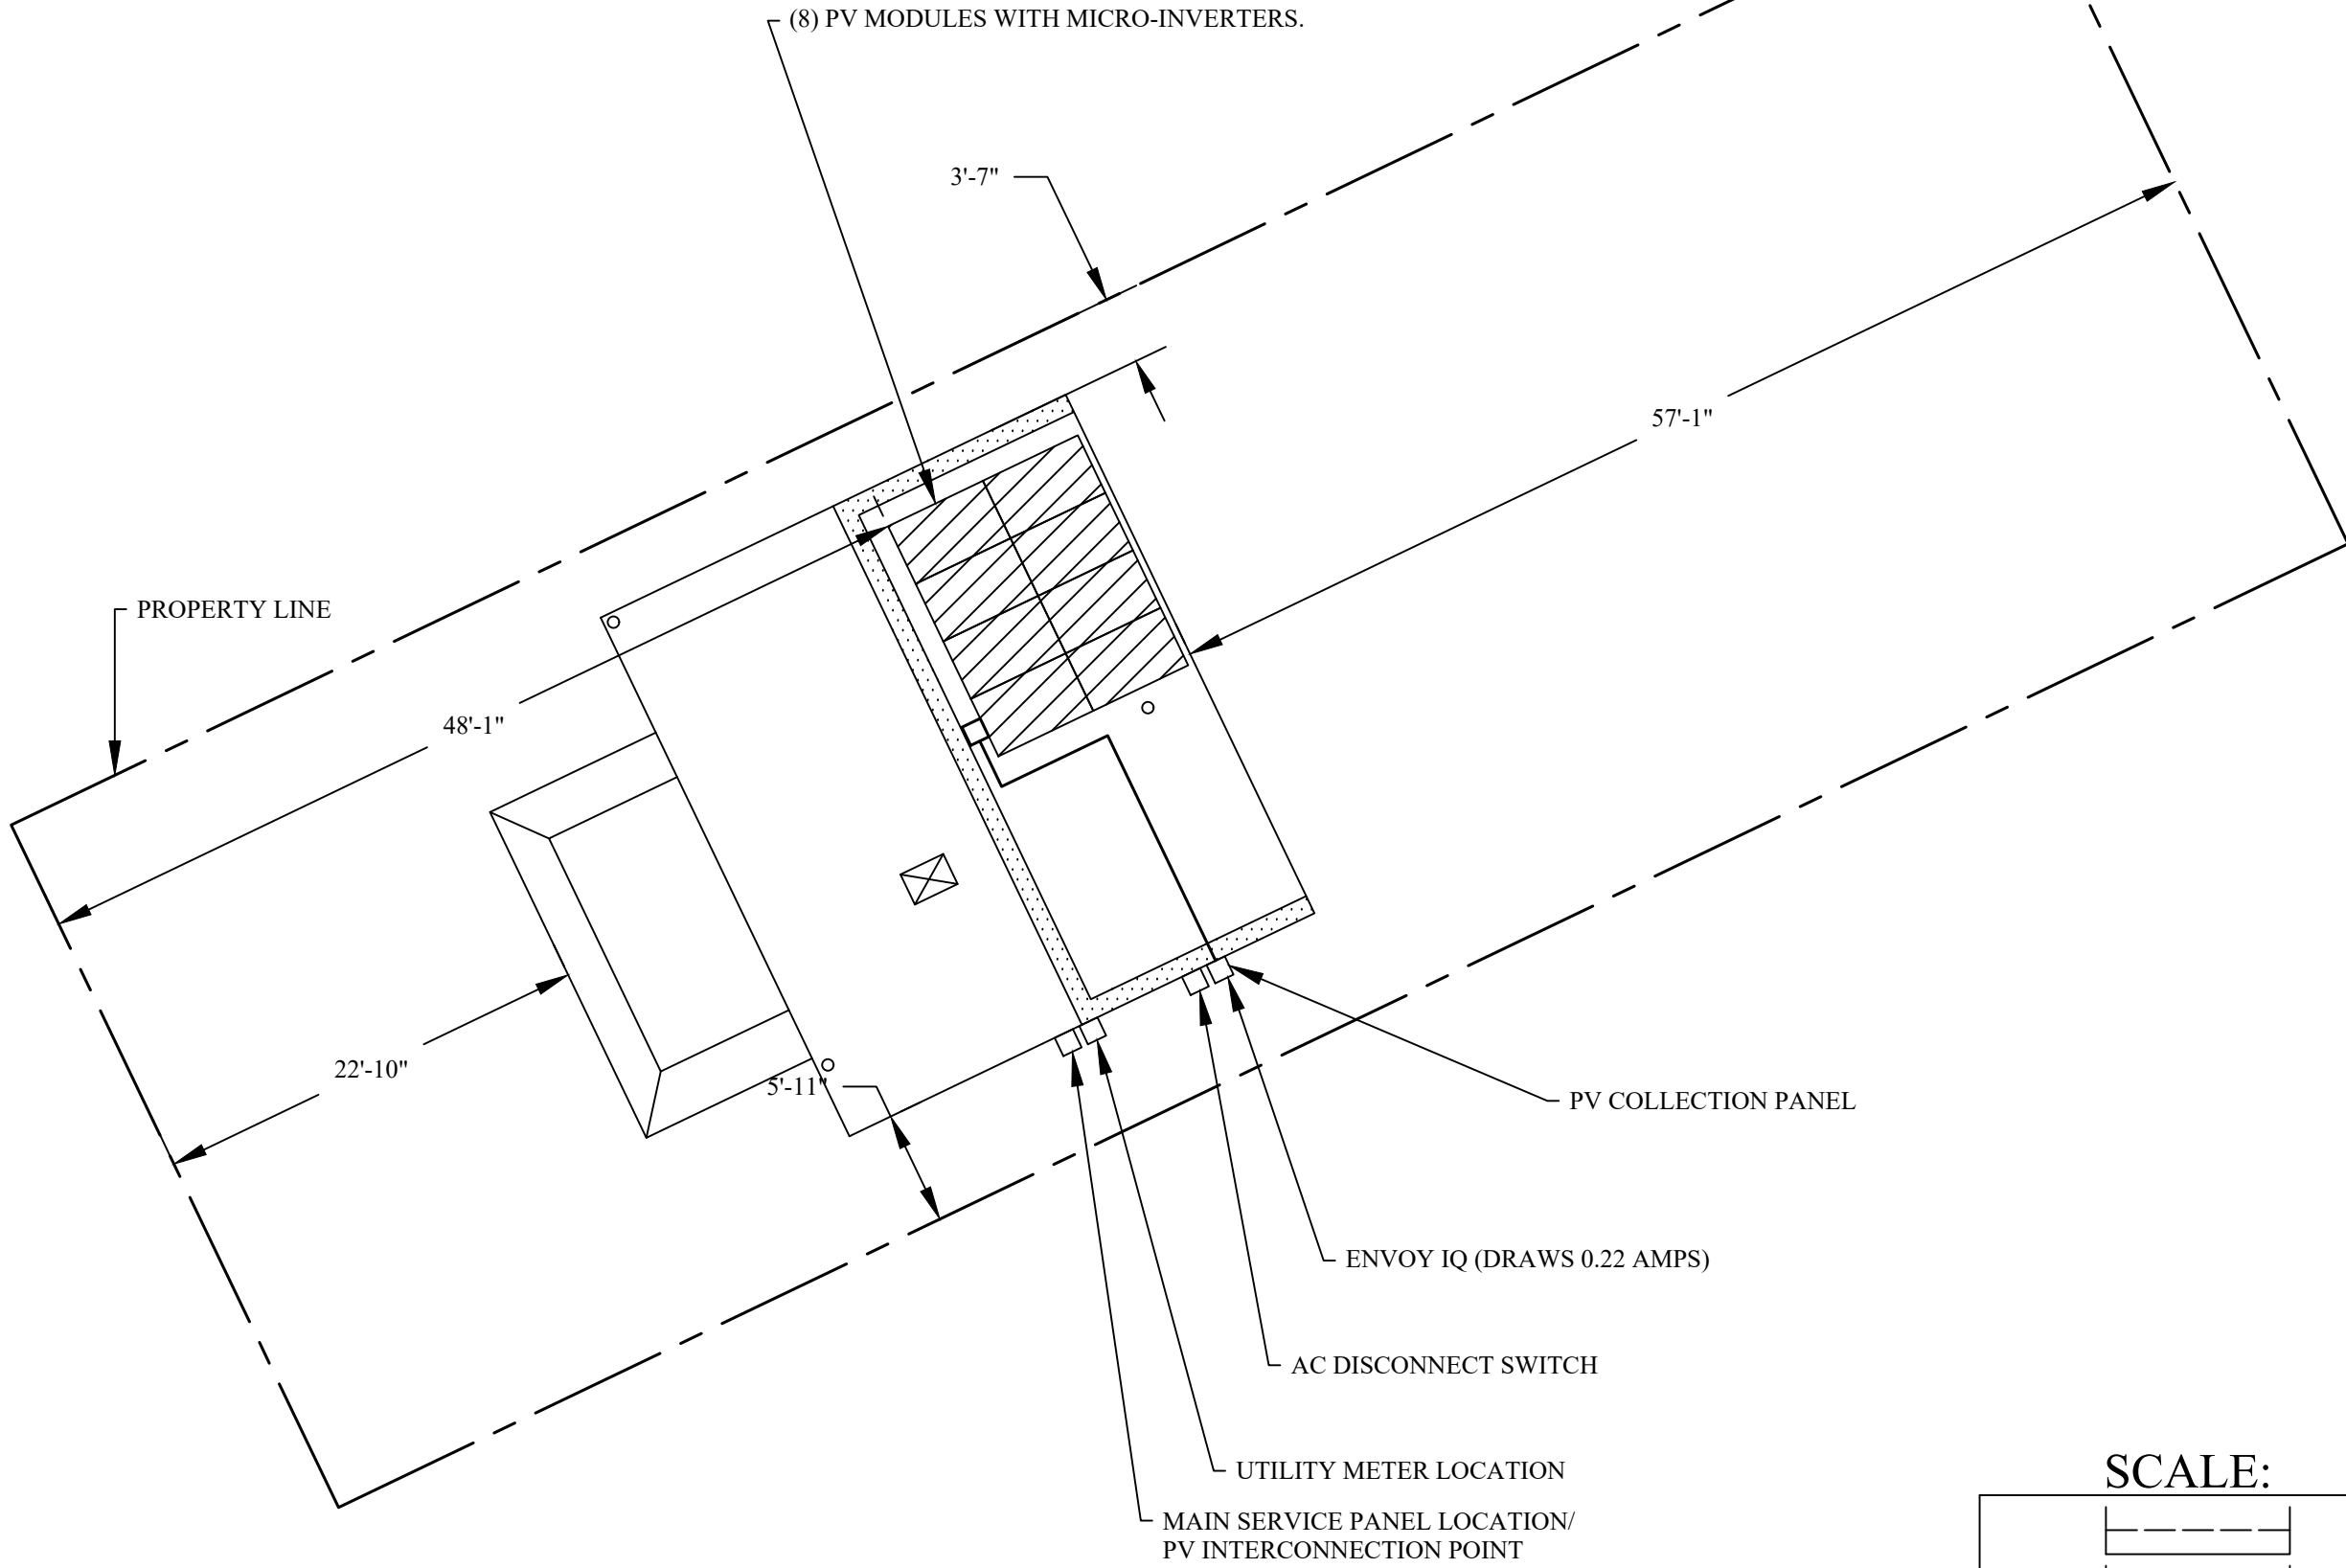 (8) PV MODULES WITH MICRO-INVERTERS.
3'-7"
57'-1"
PROPERTY LINE
48'-1"
22'-10"
5'-11"
PV COLLECTION PANEL
ENVOY IQ (DRAWS 0.22 AMPS)
AC DISCONNECT SWITCH
UTILITY METER LOCATION
MAIN SERVICE PANEL LOCATION/
PV INTERCONNECTION POINT
SCALE: